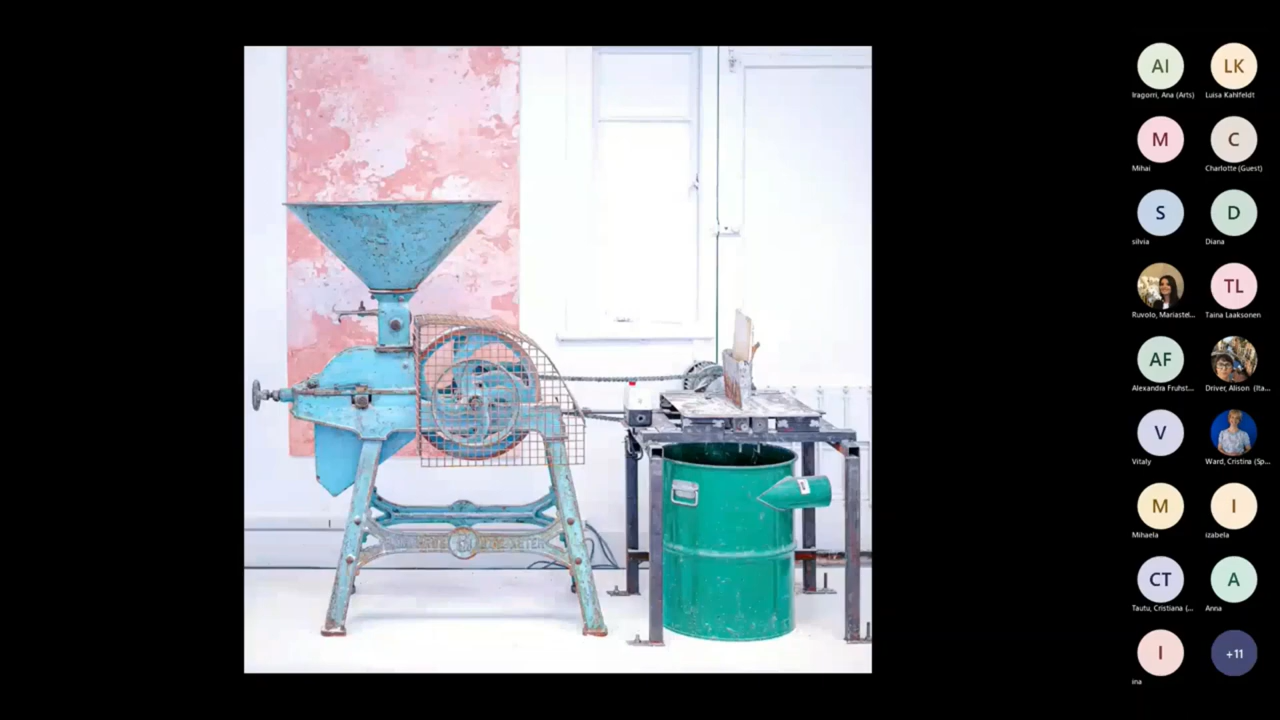 AI
LK
Iragorri, Ana (Arts)
Luisa Kahlfeldt
M
C
Mihai
Charlotte (Guest)
S
D
silvia
Diana
TL
Ruvolo, Mariastel...
Taina Laaksonen
AF
Alexandra Fruhst...
Driver, Alison (Ita...
V
Vitaly
Ward, Cristina (Sp...
M
I
Mihaela
izabela
CT
A
Tautu, Cristiana (...
Anna
I
+11
ina